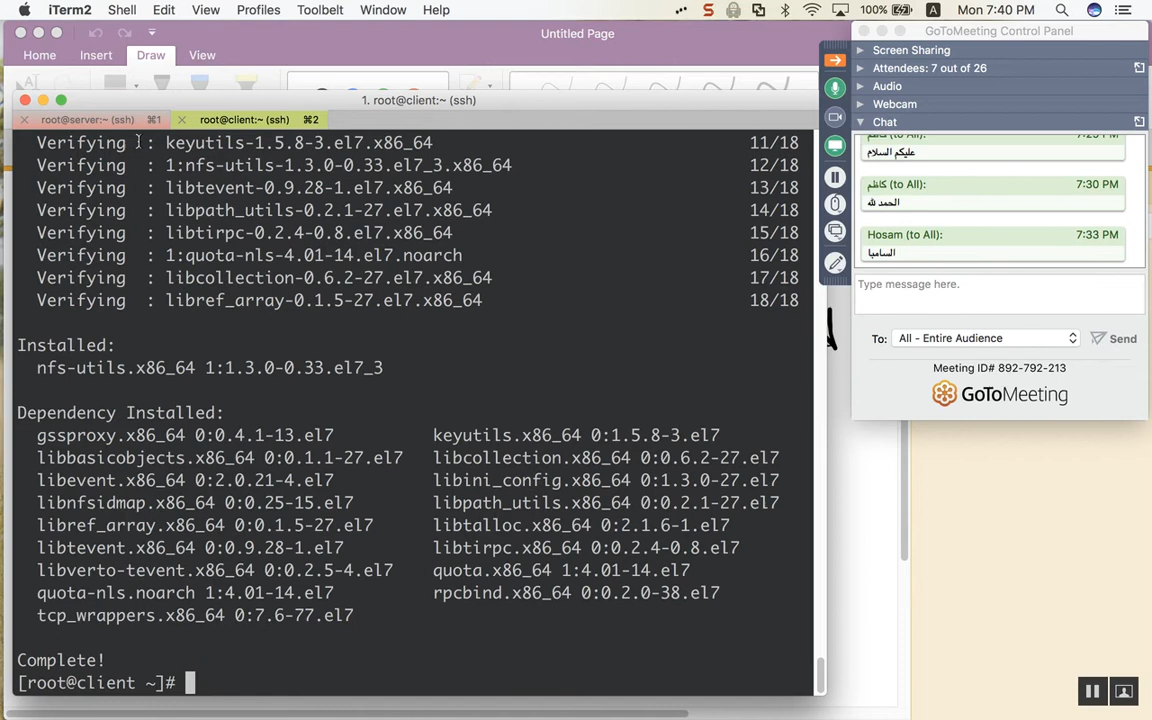 iTerm2 Shell Edit View Profiles Toolbelt Window Help
100% A Mon 7:40 PM
Untitled Page
Home Insert Draw View
1. root@client:~ (ssh)
root@server:~ (ssh) ⌘1 root@client:~ (ssh) ⌘2
Verifying : keyutils-1.5.8-3.el7.x86_64 11/18
Verifying : 1:nfs-utils-1.3.0-0.33.el7_3.x86_64 12/18
Verifying : libtevent-0.9.28-1.el7.x86_64 13/18
Verifying : libpath_utils-0.2.1-27.el7.x86_64 14/18
Verifying : libtirpc-0.2.4-0.8.el7.x86_64 15/18
Verifying : 1:quota-nls-4.01-14.el7.noarch 16/18
Verifying : libcollection-0.6.2-27.el7.x86_64 17/18
Verifying : libref_array-0.1.5-27.el7.x86_64 18/18
Installed:
nfs-utils.x86_64 1:1.3.0-0.33.el7_3
Dependency Installed:
gssproxy.x86_64 0:0.4.1-13.el7 keyutils.x86_64 0:1.5.8-3.el7
libbasicobjects.x86_64 0:0.1.1-27.el7 libcollection.x86_64 0:0.6.2-27.el7
libevent.x86_64 0:2.0.21-4.el7 libini_config.x86_64 0:1.3.0-27.el7
libnfsidmap.x86_64 0:0.25-15.el7 libpath_utils.x86_64 0:0.2.1-27.el7
libref_array.x86_64 0:0.1.5-27.el7 libtalloc.x86_64 0:2.1.6-1.el7
libtevent.x86_64 0:0.9.28-1.el7 libtirpc.x86_64 0:0.2.4-0.8.el7
libverto-tevent.x86_64 0:0.2.5-4.el7 quota.x86_64 1:4.01-14.el7
quota-nls.noarch 1:4.01-14.el7 rpcbind.x86_64 0:0.2.0-38.el7
tcp_wrappers.x86_64 0:7.6-77.el7
Complete!
[root@client ~]#
GoToMeeting Control Panel
Screen Sharing
Attendees: 7 out of 26
Audio
Webcam
Chat
كاظم (to All): 7:29 PM
عليكم السلام
كاظم (to All): 7:30 PM
الحمد لله
Hosam (to All): 7:33 PM
السامبا
Type message here.
To: All - Entire Audience Send
Meeting ID# 892-792-213
GoToMeeting